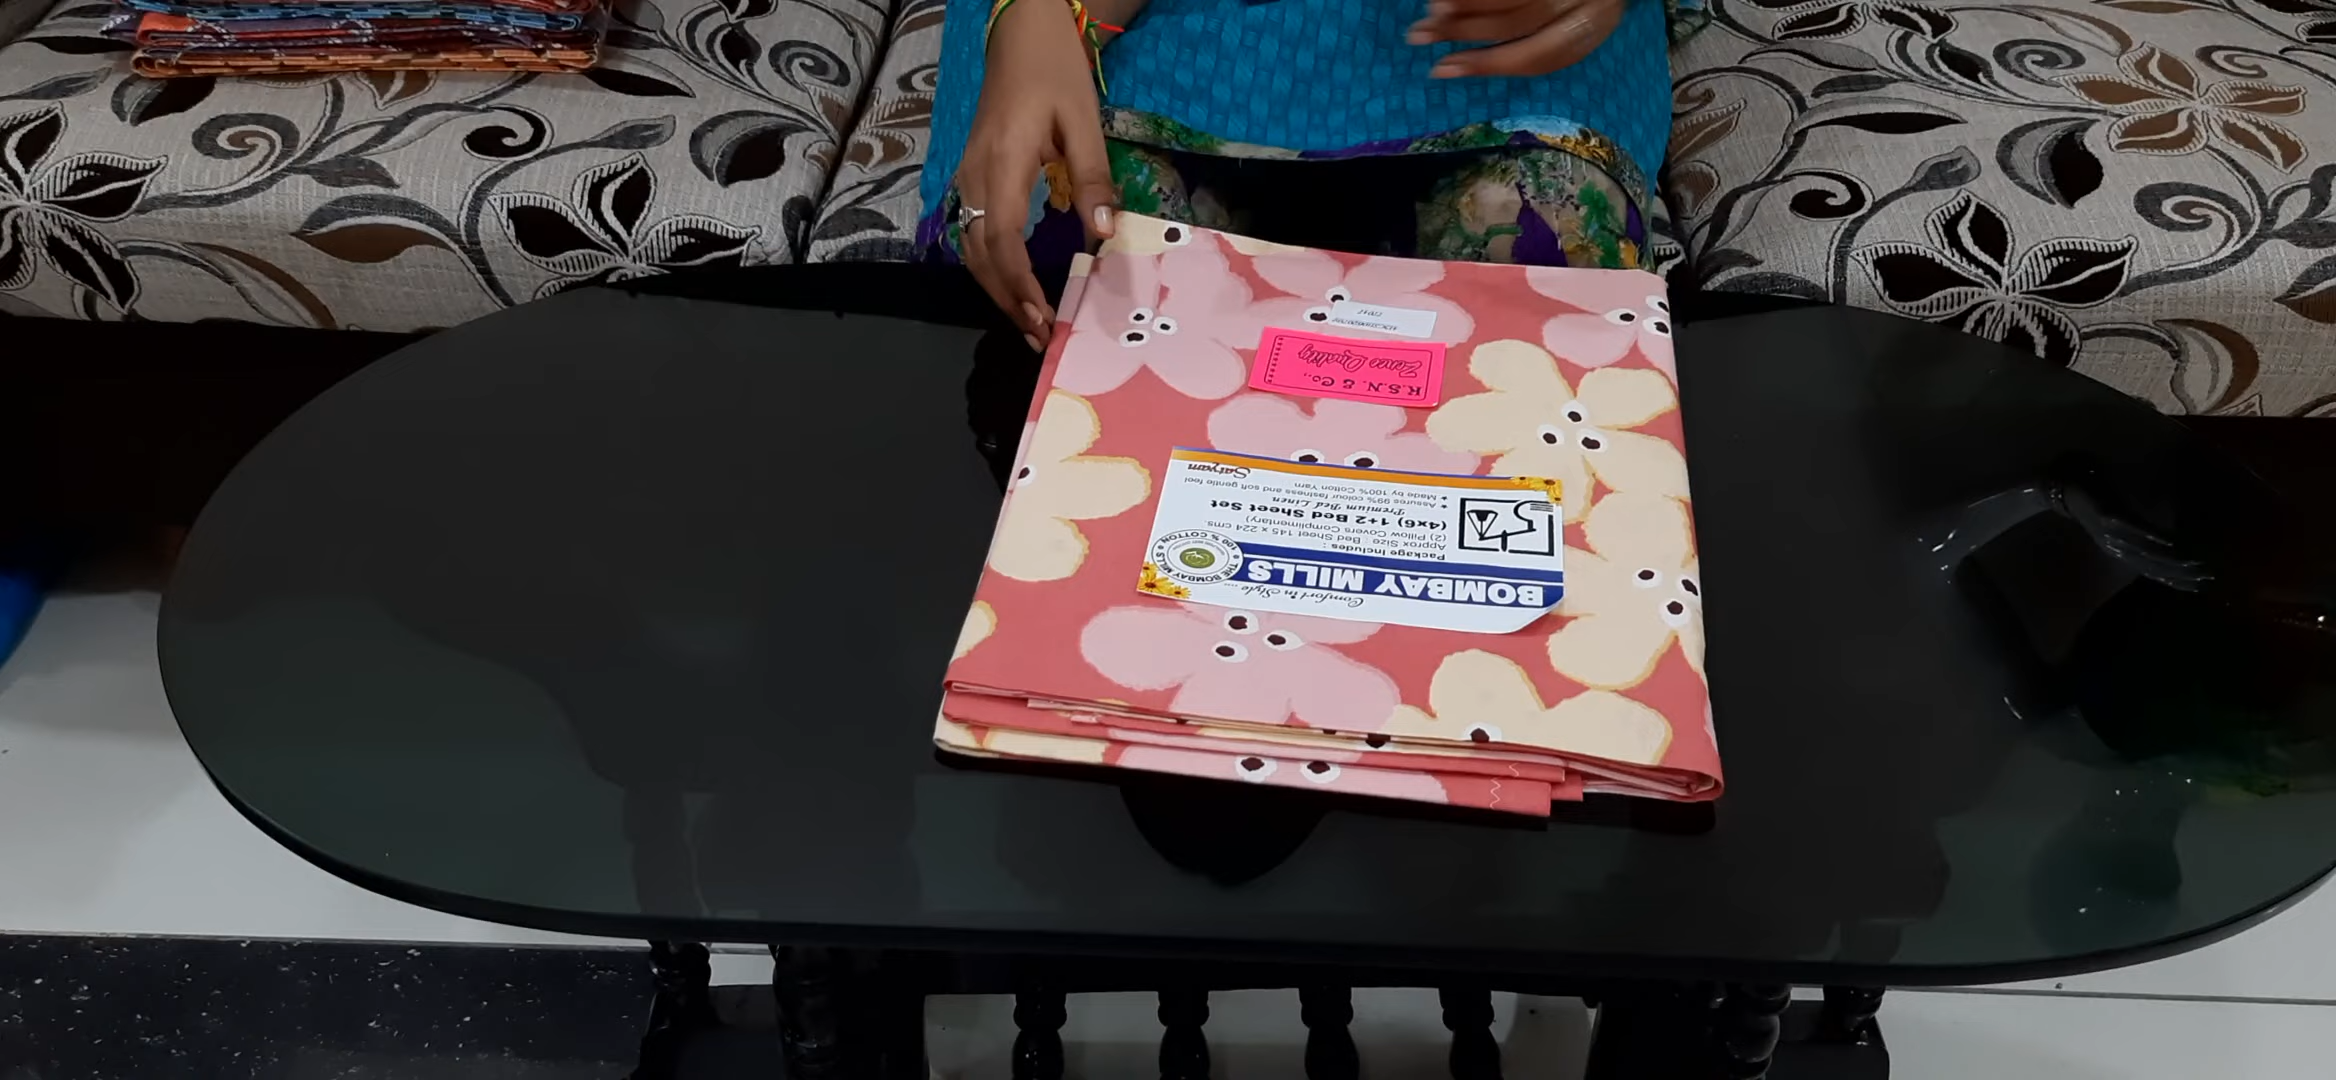 Comfort in Style ....
BOMBAY MILLS
THE BOMBAY MILLS
★ 100 % COTTON ★
Package Includes :
Approx Size : Bed Sheet 145 x 224 cms.
(2) Pillow Covers Complimentary)
(4x6) 1+2 Bed Sheet Set
Premium Bed Linen
★ Assures 99% colour fastness and soft gentle feel
★ Made by 100% Cotton Yarn.
Satyam
K.S.N. & Co.,